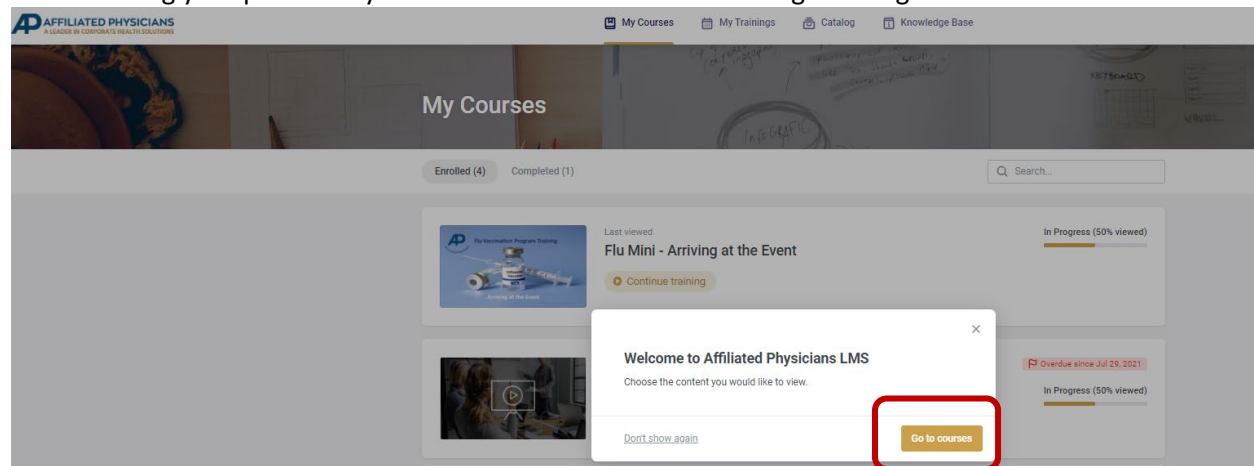 AFFILIATED PHYSICIANS
A LEADER IN CORPORATE HEALTH SOLUTIONS
My Courses
My Trainings
Catalog
Knowledge Base
My Courses
Enrolled (4)
Completed (1)
Search...
AP Flu Vaccination Program Training
Arriving at the Event
Last viewed
Flu Mini - Arriving at the Event
Continue training
In Progress (50% viewed)
Welcome to Affiliated Physicians LMS
Choose the content you would like to view.
Don't show again
Go to courses
Overdue since Jul 29, 2021
In Progress (50% viewed)